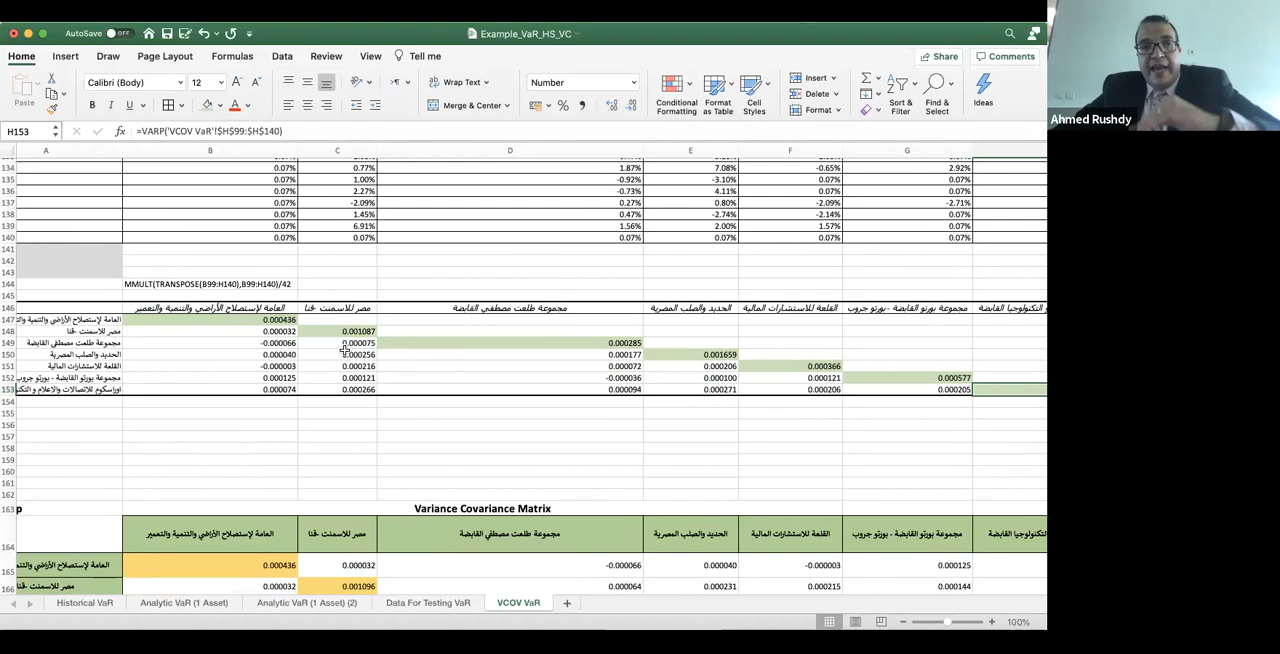 AutoSave OFF Example_VaR_HS_VC
Home Insert Draw Page Layout Formulas Data Review View Tell me Share Comments
Paste Calibri (Body) 12 Wrap Text Number Conditional Formatting Format as Table Cell Styles Insert Sort & Filter Find & Select Ideas
B I U Merge & Center Delete
Format
Ahmed Rushdy
H153 fx =VARP('VCOV VaR'!$H$99:$H$140)
A B C D E F G
134 0.07% 0.77% 1.87% 7.08% -0.65% 2.92%
135 0.07% 1.00% -0.92% -3.10% 0.07% 0.07%
136 0.07% 2.27% -0.73% 4.11% 0.07% 0.07%
137 0.07% -2.09% 0.27% 0.80% -2.09% -2.71%
138 0.07% 1.45% 0.47% -2.74% -2.14% 0.07%
139 0.07% 6.91% 1.56% 2.00% 1.57% 0.07%
140 0.07% 0.07% 0.07% 0.07% 0.07% 0.07%
141
142
143
144 MMULT(TRANSPOSE(B99:H140),B99:H140)/42
145
146 العامة لإستصلاح الأراضي والتنمية والتعمير مصر للاسمنت -قنا مجموعة طلعت مصطفي القابضة الحديد والصلب المصرية القلعة للاستشارات المالية مجموعة بورتو القابضة - بورتو جروب التكنولوجيا القابضة
147 العامة لإستصلاح الأراضي والتنمية والت 0.000436
148 مصر للاسمنت -قنا 0.000032 0.001087
149 مجموعة طلعت مصطفي القابضة -0.000066 0.000075 0.000285
150 الحديد والصلب المصرية 0.000040 0.000256 0.000177 0.001659
151 القلعة للاستشارات المالية -0.000003 0.000216 0.000072 0.000206 0.000366
152 مجموعة بورتو القابضة - بورتو جروب 0.000125 0.000121 -0.000036 0.000100 0.000121 0.000577
153 اوراسكوم للاتصالات والاعلام و التكن 0.000074 0.000266 0.000094 0.000271 0.000206 0.000205
154
155
156
157
158
159
160
161
162
163 p Variance Covariance Matrix
164 العامة لإستصلاح الأراضي والتنمية والتعمير مصر للاسمنت -قنا مجموعة طلعت مصطفي القابضة الحديد والصلب المصرية القلعة للاستشارات المالية مجموعة بورتو القابضة - بورتو جروب التكنولوجيا القابضة
165 العامة لإستصلاح الأراضي والتن 0.000436 0.000032 -0.000066 0.000040 -0.000003 0.000125
166 مصر للاسمنت -قنا 0.000032 0.001096 0.000064 0.000231 0.000215 0.000144
Historical VaR Analytic VaR (1 Asset) Analytic VaR (1 Asset) (2) Data For Testing VaR VCOV VaR
100%